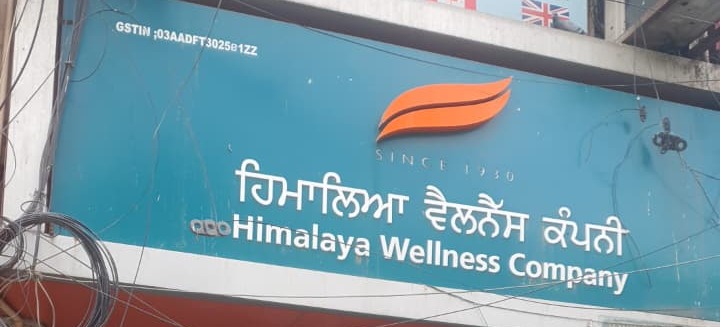 GSTIN ;03AADFT3025e1ZZ
SINCE 1930
ਹਿਮਾਲਿਆ ਵੈਲਨੈੱਸ ਕੰਪਨੀ
Himalaya Wellness Company